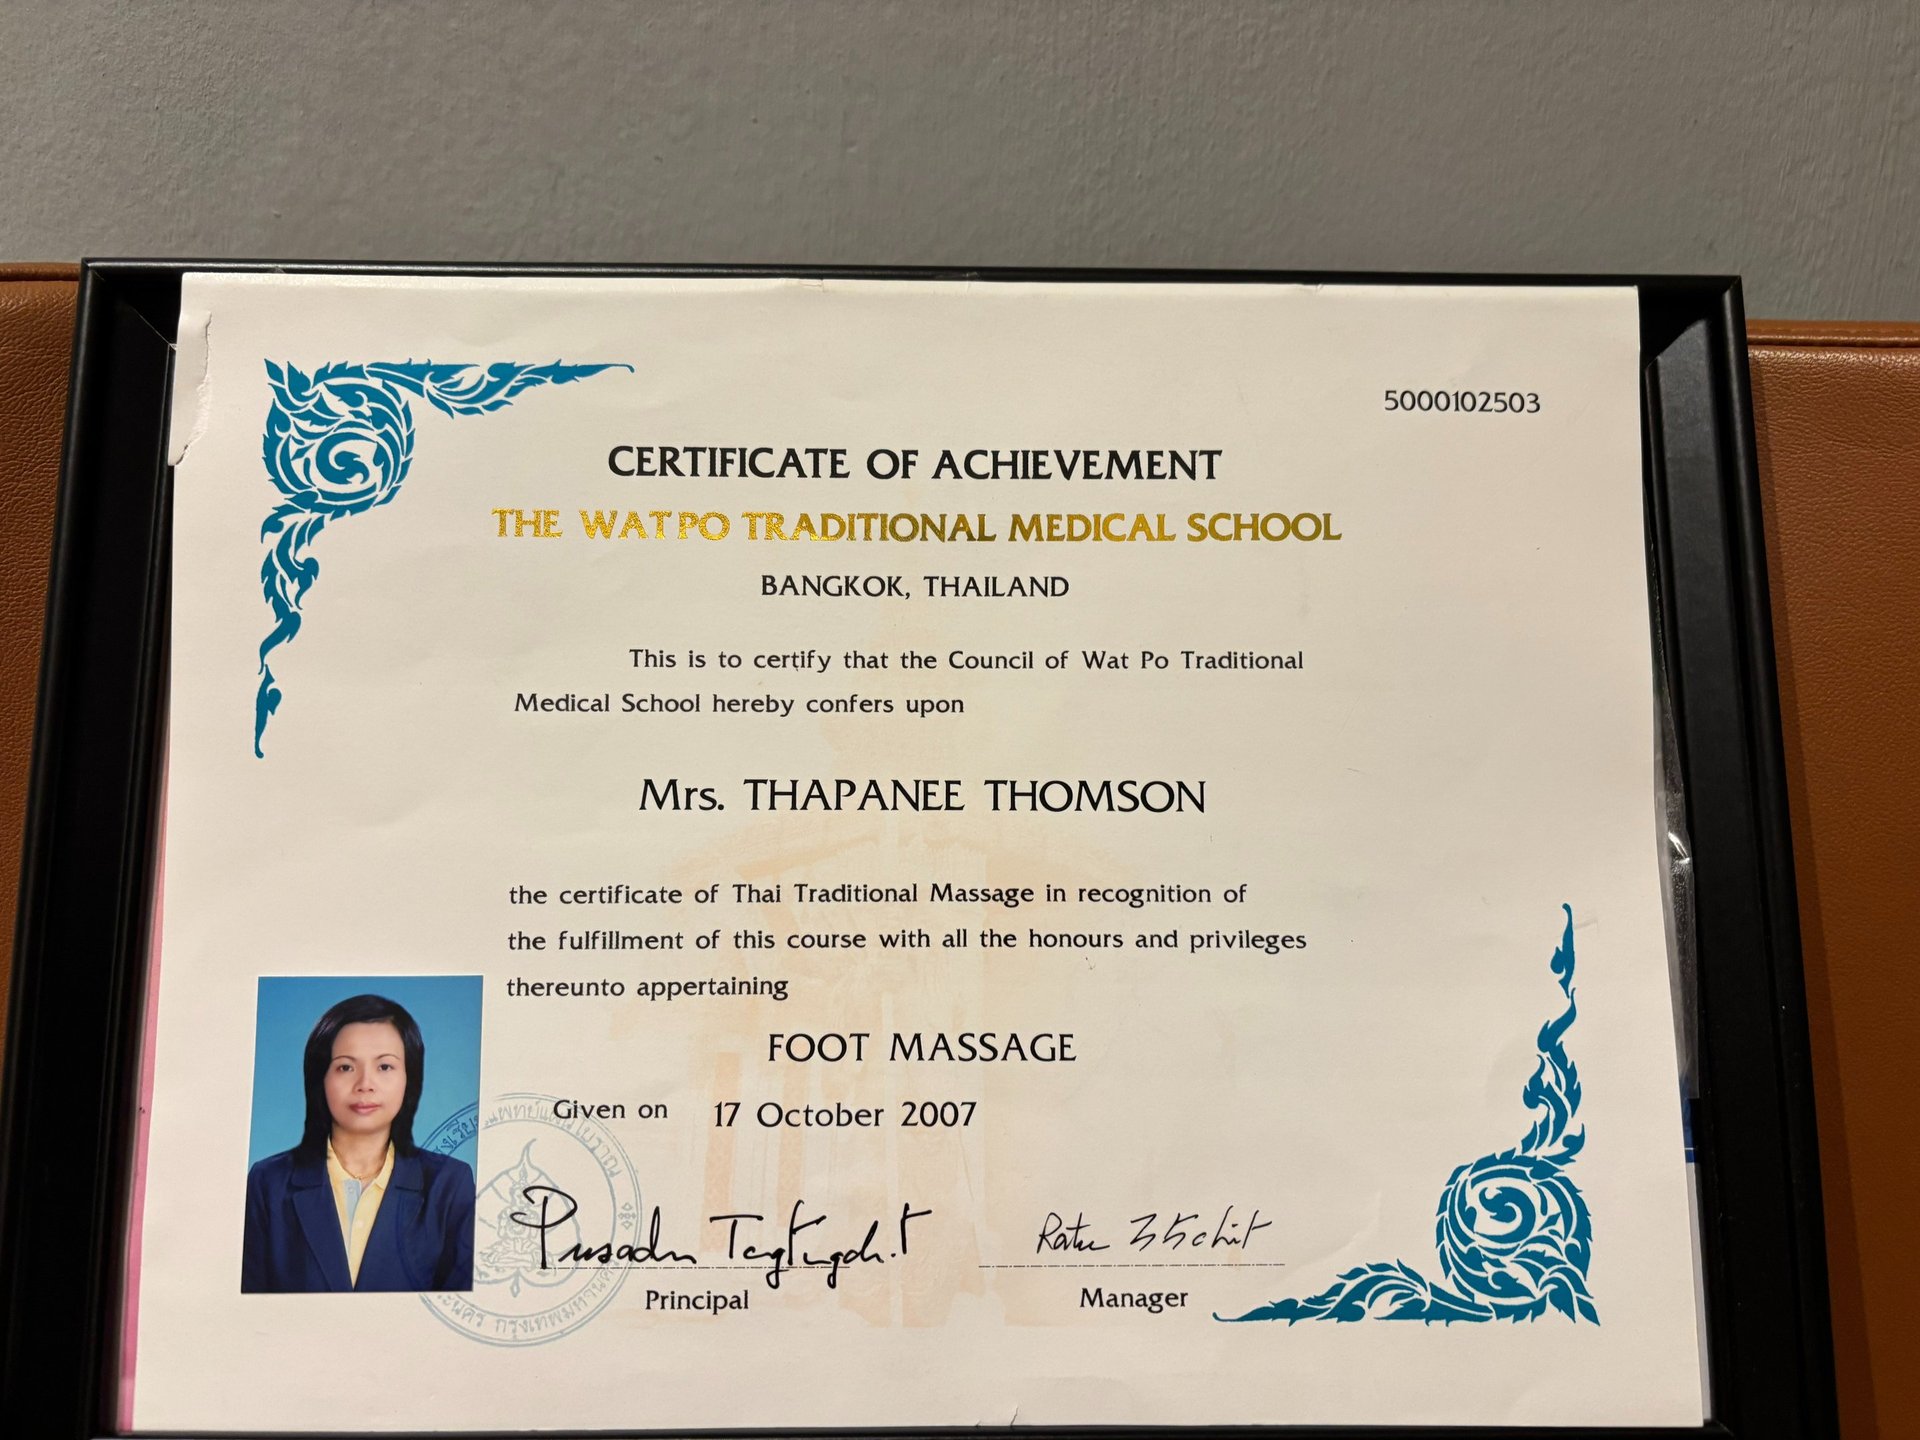 5000102503
CERTIFICATE OF ACHIEVEMENT
THE WAT PO TRADITIONAL MEDICAL SCHOOL
BANGKOK, THAILAND
This is to certify that the Council of Wat Po Traditional
Medical School hereby confers upon
Mrs. THAPANEE THOMSON
the certificate of Thai Traditional Massage in recognition of
the fulfillment of this course with all the honours and privileges
thereunto appertaining
FOOT MASSAGE
Given on 17 October 2007
Principal
Manager